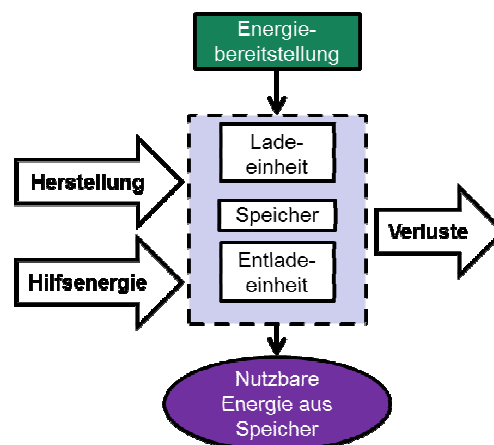 Energie-
bereitstellung
Lade-
einheit
Herstellung
Speicher
Verluste
Hilfsenergie
Entlade-
einheit
Nutzbare
Energie aus
Speicher